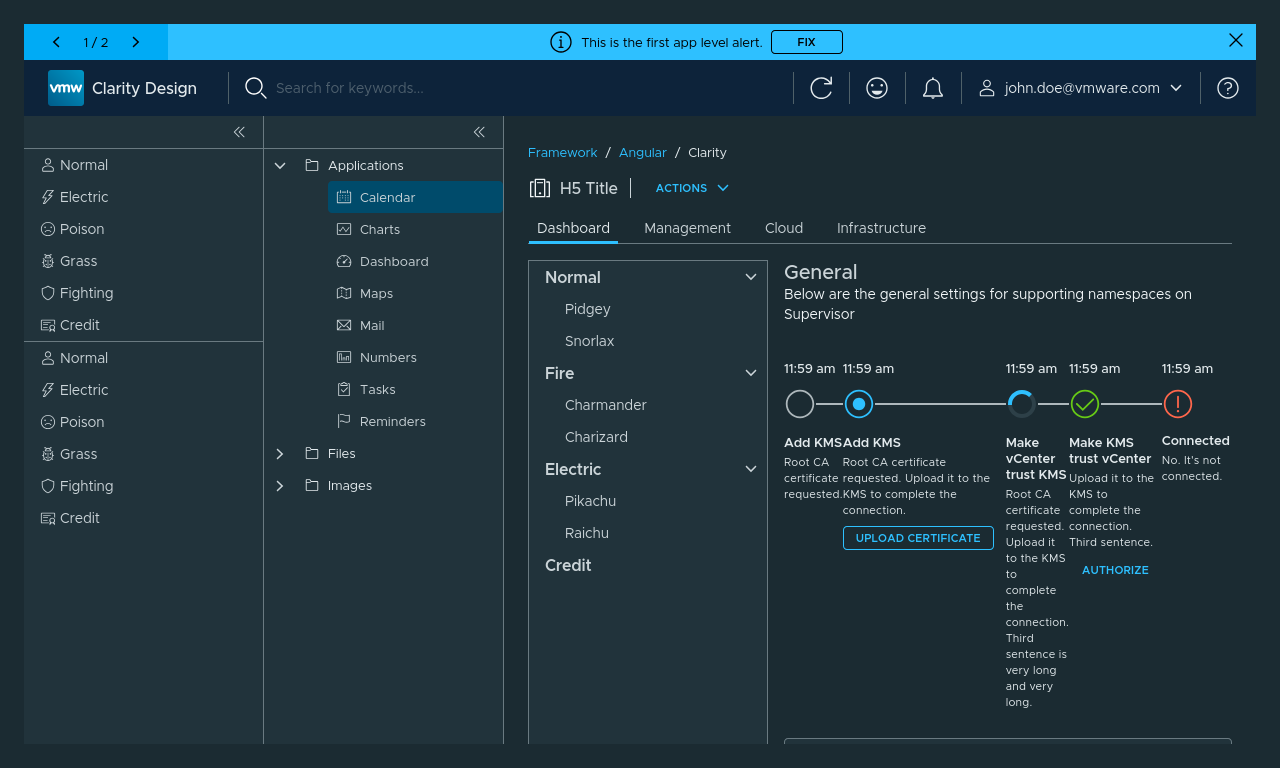 1 / 2
This is the first app level alert.
FIX
vmw
Clarity Design
Search for keywords...
john.doe@vmware.com
Normal
Electric
Poison
Grass
Fighting
Credit
Normal
Electric
Poison
Grass
Fighting
Credit
Applications
Calendar
Charts
Dashboard
Maps
Mail
Numbers
Tasks
Reminders
Files
Images
Framework / Angular / Clarity
H5 Title
ACTIONS
Dashboard
Management
Cloud
Infrastructure
Normal
Pidgey
Snorlax
Fire
Charmander
Charizard
Electric
Pikachu
Raichu
Credit
General
Below are the general settings for supporting namespaces on
Supervisor
11:59 am
Add KMS
Root CA
certificate
requested.
11:59 am
Add KMS
Root CA certificate
requested. Upload it to the
KMS to complete the
connection.
UPLOAD CERTIFICATE
11:59 am
Make
vCenter
trust KMS
Root CA
certificate
requested.
Upload it
to the KMS
to
complete
the
connection.
Third
sentence is
very long
and very
long.
11:59 am
Make KMS
trust vCenter
Upload it to the
KMS to
complete the
connection.
Third sentence.
AUTHORIZE
11:59 am
Connected
No. It's not
connected.